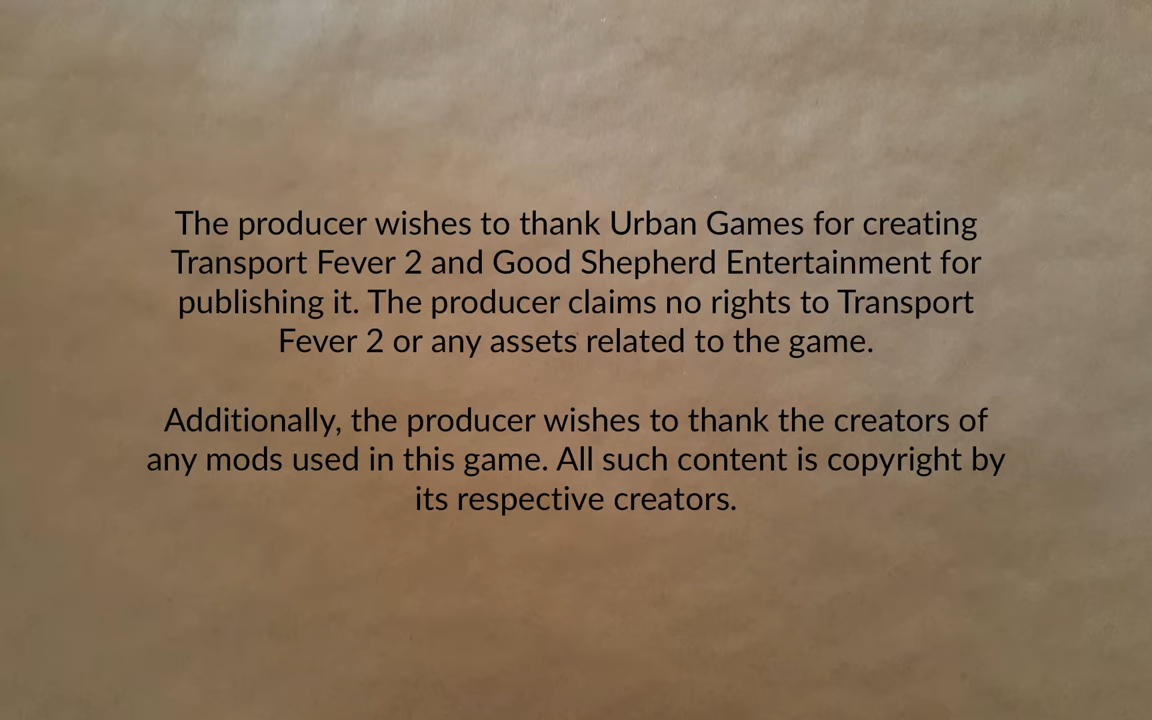 The producer wishes to thank Urban Games for creating
Transport Fever 2 and Good Shepherd Entertainment for
publishing it. The producer claims no rights to Transport
Fever 2 or any assets related to the game.
Additionally, the producer wishes to thank the creators of
any mods used in this game. All such content is copyright by
its respective creators.